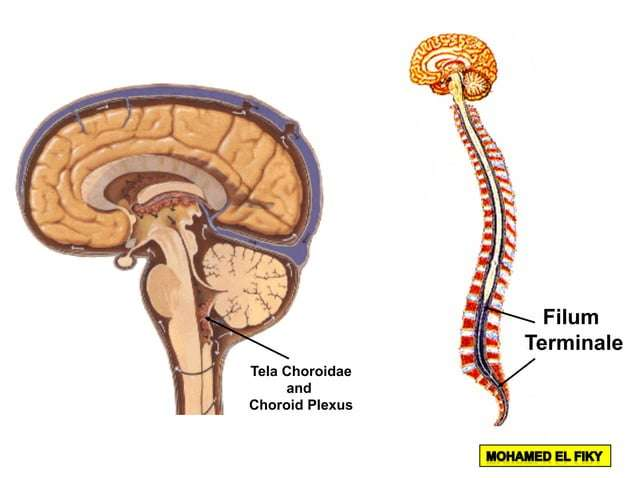 Filum
Terminale
Tela Choroidae
and
Choroid Plexus
MOHAMED EL FIKY